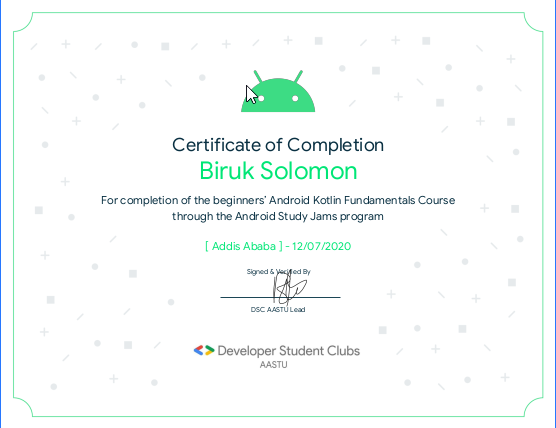 Certificate of Completion
Biruk Solomon
For completion of the beginners' Android Kotlin Fundamentals Course
through the Android Study Jams program
[ Addis Ababa ] - 12/07/2020
Signed & Verified By
DSC AASTU Lead
Developer Student Clubs
AASTU